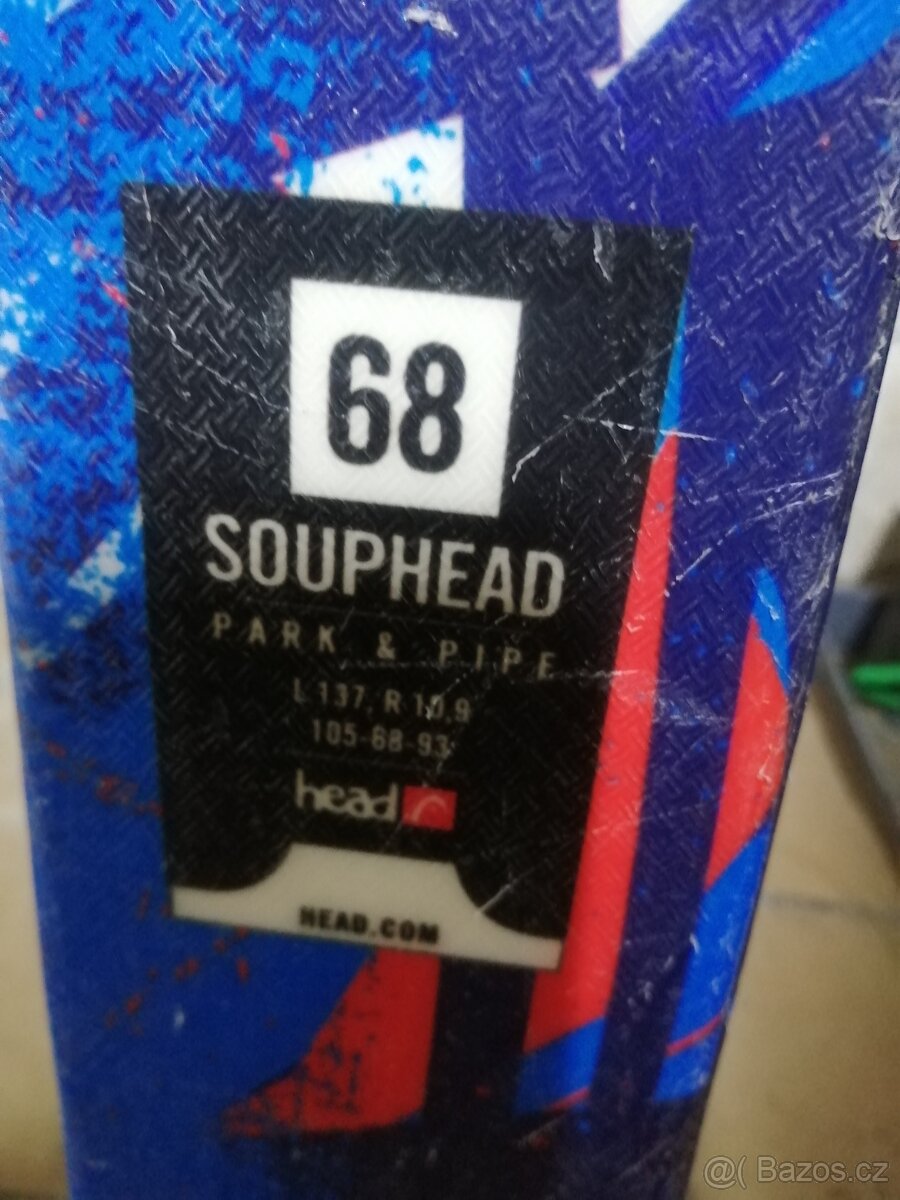 68
SOUPHEAD
PARK & PIPE
L 137, R 10,9
105-68-93
head
HEAD.COM
@( Bazos.cz